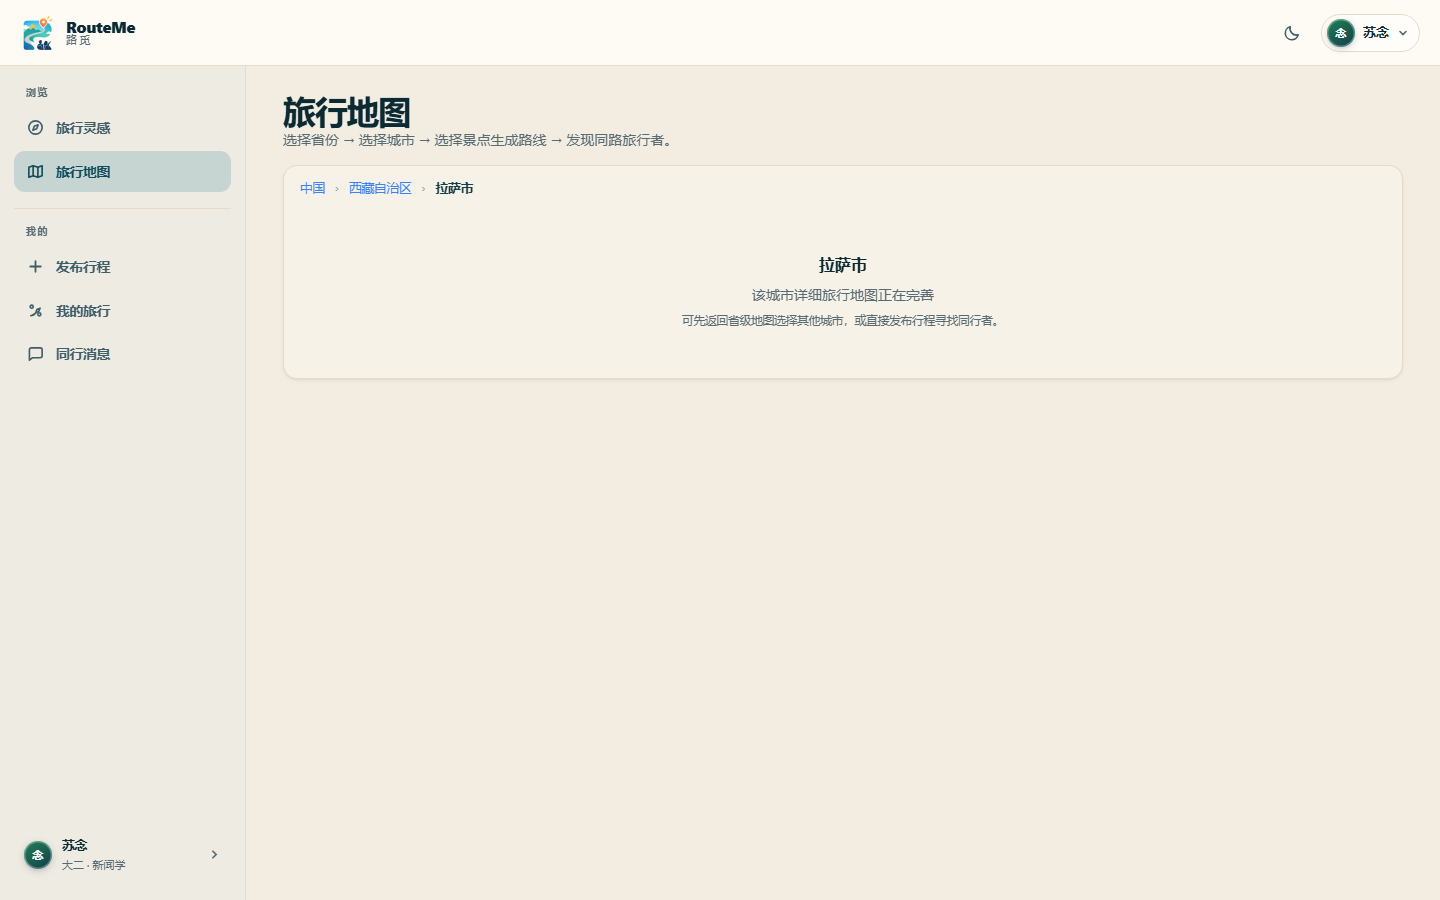 RouteMe
路觅
念 苏念
浏览
旅行灵感
旅行地图
我的
发布行程
我的旅行
同行消息
念
苏念
大二 · 新闻学
旅行地图
选择省份 → 选择城市 → 选择景点生成路线 → 发现同路旅行者。
中国 › 西藏自治区 › 拉萨市
拉萨市
该城市详细旅行地图正在完善
可先返回省级地图选择其他城市，或直接发布行程寻找同行者。